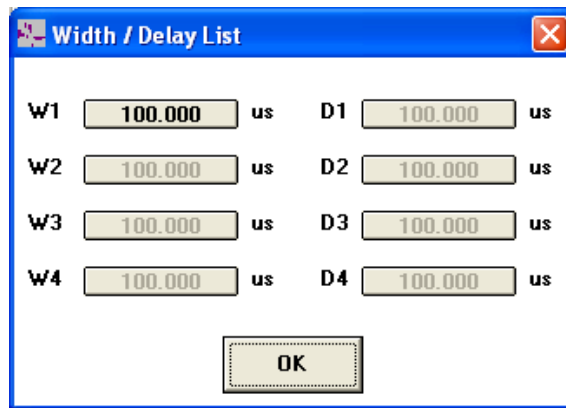 Width / Delay List
W1 100.000 us D1 100.000 us
W2 100.000 us D2 100.000 us
W3 100.000 us D3 100.000 us
W4 100.000 us D4 100.000 us
OK